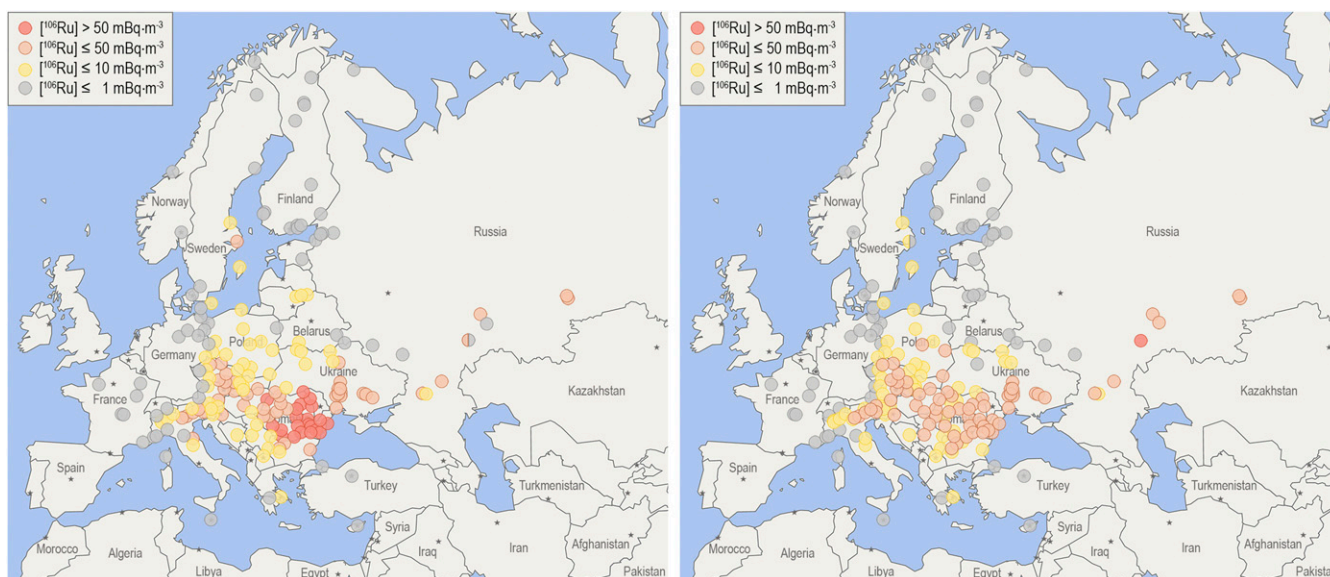 [¹⁰⁶Ru] > 50 mBq·m⁻³
[¹⁰⁶Ru] ≤ 50 mBq·m⁻³
[¹⁰⁶Ru] ≤ 10 mBq·m⁻³
[¹⁰⁶Ru] ≤ 1 mBq·m⁻³
Norway
Finland
Sweden
Russia
Belarus
Germany
Ukraine
Kazakhstan
France
Spain
Turkey
Turkmenistan
Syria
Morocco
Algeria
Iraq
Iran
Afghanistan
Libya
Egypt
Pakistan
[¹⁰⁶Ru] > 50 mBq·m⁻³
[¹⁰⁶Ru] ≤ 50 mBq·m⁻³
[¹⁰⁶Ru] ≤ 10 mBq·m⁻³
[¹⁰⁶Ru] ≤ 1 mBq·m⁻³
Norway
Finland
Sweden
Russia
Belarus
Germany
Ukraine
Kazakhstan
France
Spain
Turkey
Turkmenistan
Syria
Morocco
Algeria
Iraq
Iran
Afghanistan
Libya
Egypt
Pakistan